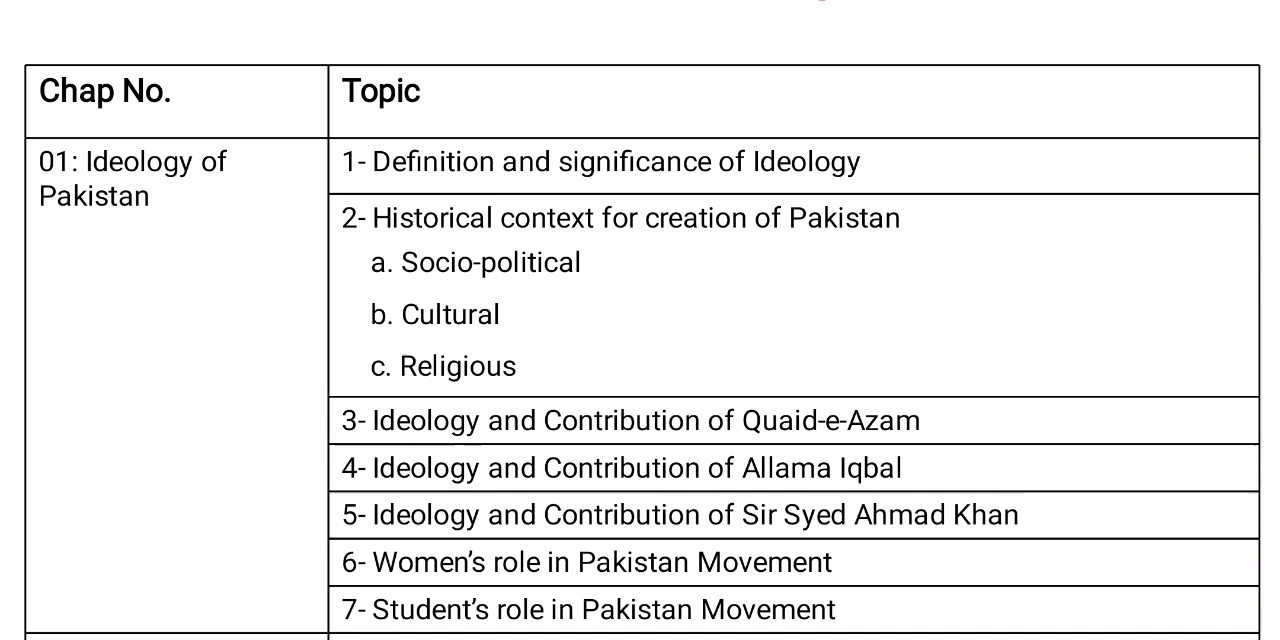 Chap No.
Topic
01: Ideology of
Pakistan
1- Definition and significance of Ideology
2- Historical context for creation of Pakistan
a. Socio-political
b. Cultural
c. Religious
3- Ideology and Contribution of Quaid-e-Azam
4- Ideology and Contribution of Allama Iqbal
5- Ideology and Contribution of Sir Syed Ahmad Khan
6- Women’s role in Pakistan Movement
7- Student’s role in Pakistan Movement